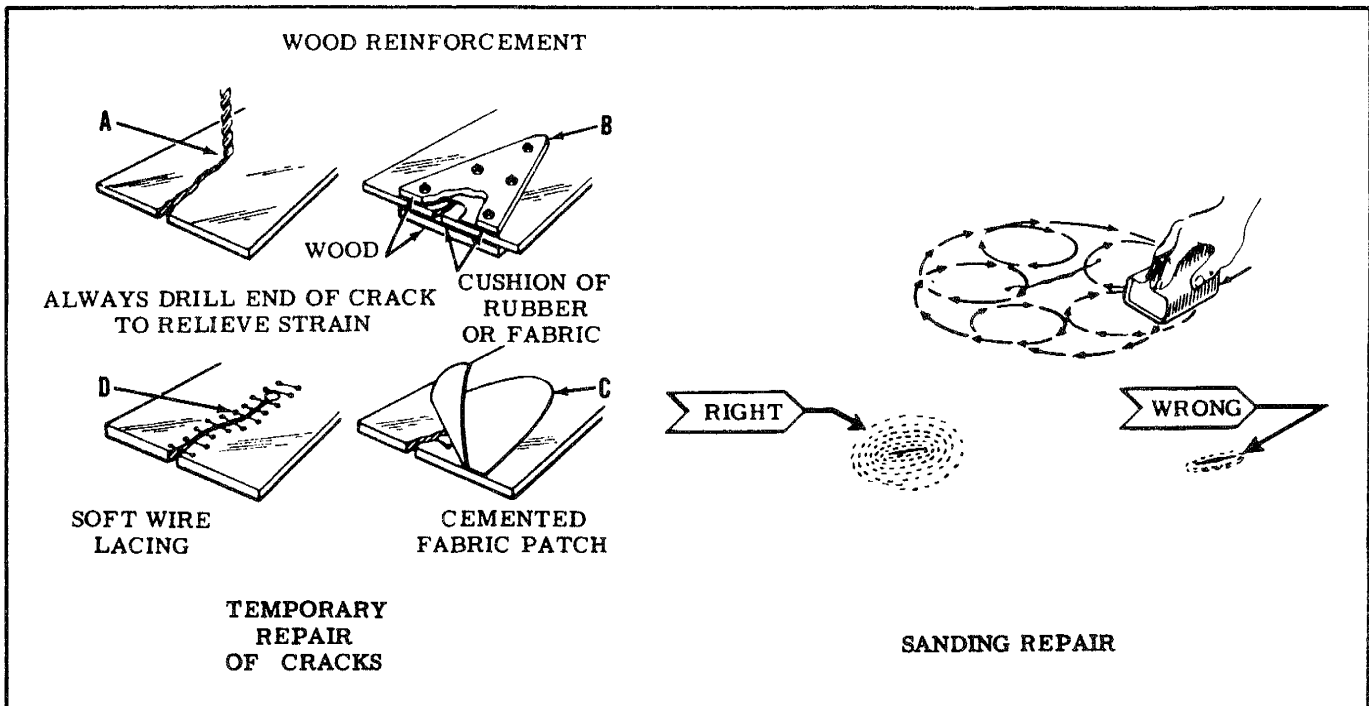 WOOD REINFORCEMENT
A
B
WOOD
ALWAYS DRILL END OF CRACK
TO RELIEVE STRAIN
CUSHION OF
RUBBER
OR FABRIC
D
C
SOFT WIRE
LACING
CEMENTED
FABRIC PATCH
TEMPORARY
REPAIR
OF CRACKS
RIGHT
WRONG
SANDING REPAIR